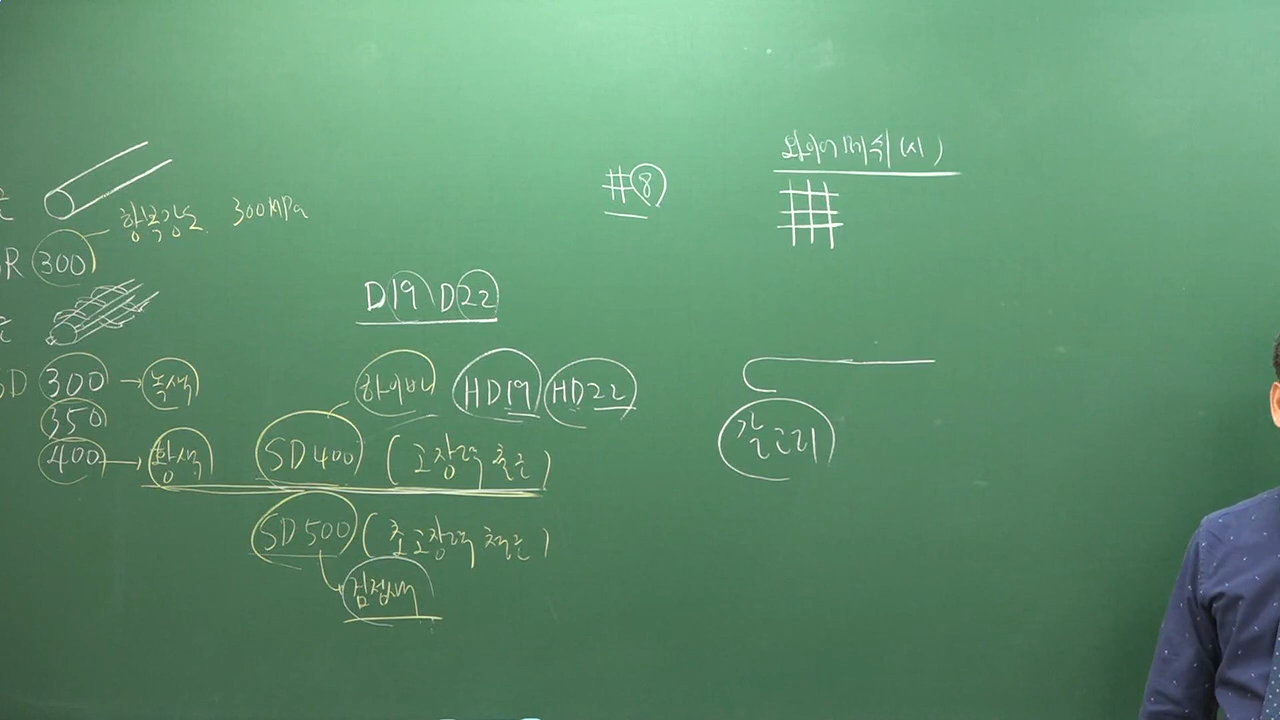 #8
와이어메쉬(시)
항복강도 300MPa
R 300
D19 D22
SD 300 → 녹색
하이바 HD19 HD22
350
400 → 황색
SD400 (고장력 철근)
갈고리
SD500 (초고장력 철근)
검정색